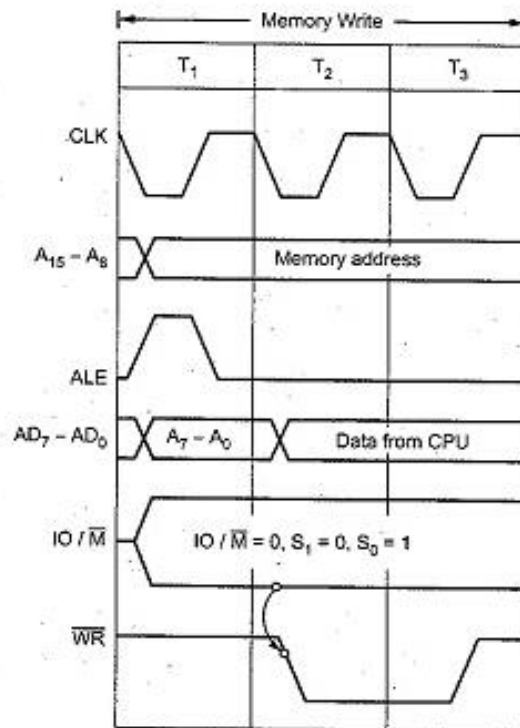 Memory Write
T₁ T₂ T₃
CLK
A₁₅ – A₈ Memory address
ALE
AD₇ – AD₀ A₇ – A₀ Data from CPU
IO / M̅ IO / M̅ = 0, S₁ = 0, S₀ = 1
W̅R̅